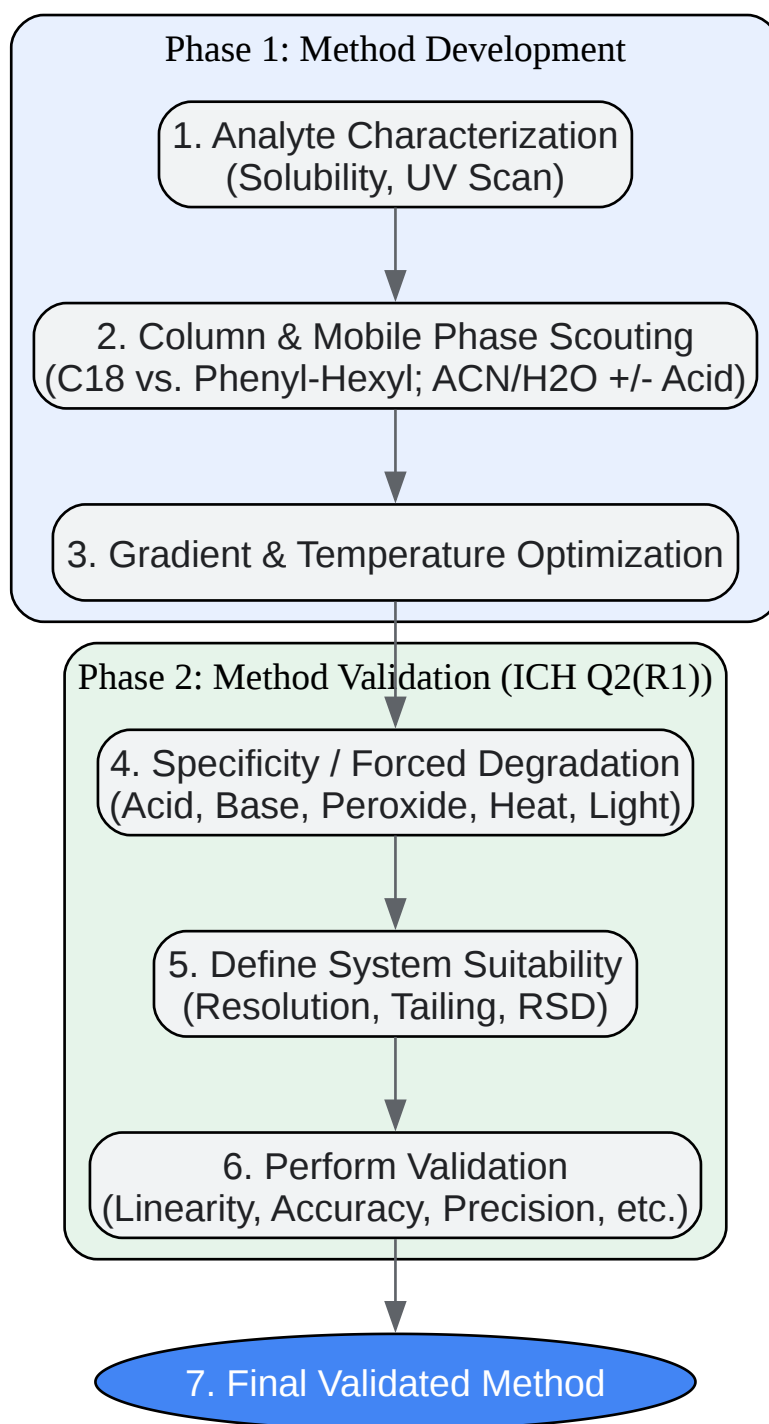 Phase 1: Method Development
1. Analyte Characterization
(Solubility, UV Scan)
2. Column & Mobile Phase Scouting
(C18 vs. Phenyl-Hexyl; ACN/H2O +/- Acid)
3. Gradient & Temperature Optimization
Phase 2: Method Validation (ICH Q2(R1))
4. Specificity / Forced Degradation
(Acid, Base, Peroxide, Heat, Light)
5. Define System Suitability
(Resolution, Tailing, RSD)
6. Perform Validation
(Linearity, Accuracy, Precision, etc.)
7. Final Validated Method